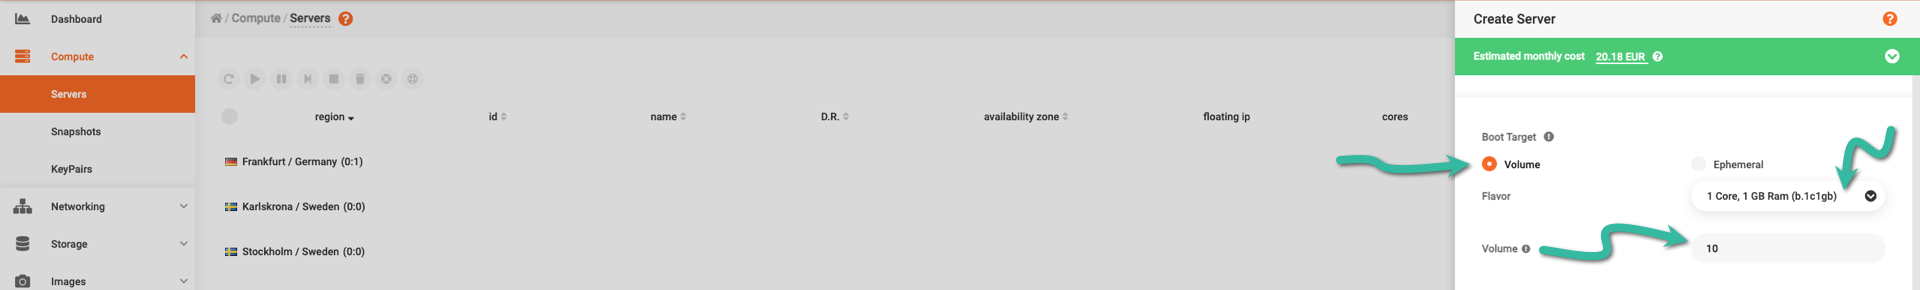 Dashboard
Compute
Servers
Snapshots
KeyPairs
Networking
Storage
Images
/ Compute / Servers ?
region
id
name
D.R.
availability zone
floating ip
cores
Frankfurt / Germany (0:1)
Karlskrona / Sweden (0:0)
Stockholm / Sweden (0:0)
Create Server ?
Estimated monthly cost 20.18 EUR ?
Boot Target !
Volume
Ephemeral
Flavor
1 Core, 1 GB Ram (b.1c1gb)
Volume !
10